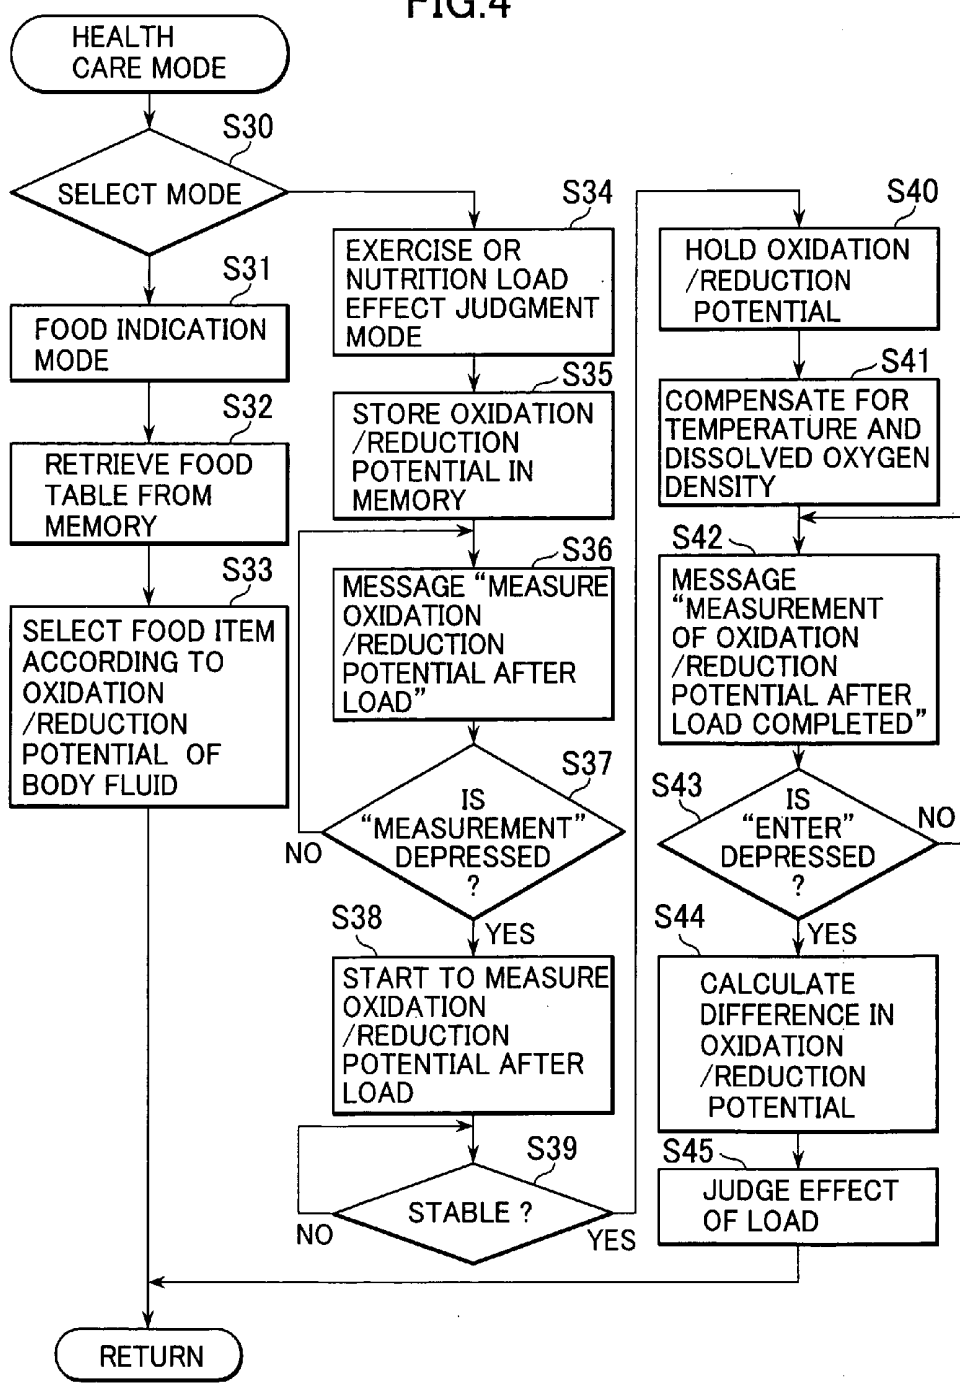 FIG.4
HEALTH
CARE MODE
S30
SELECT MODE
S31
FOOD INDICATION
MODE
S32
RETRIEVE FOOD
TABLE FROM
MEMORY
S33
SELECT FOOD ITEM
ACCORDING TO
OXIDATION
/REDUCTION
POTENTIAL OF
BODY FLUID
S34
EXERCISE OR
NUTRITION LOAD
EFFECT JUDGMENT
MODE
S35
STORE OXIDATION
/REDUCTION
POTENTIAL IN
MEMORY
S36
MESSAGE “MEASURE
OXIDATION
/REDUCTION
POTENTIAL AFTER
LOAD”
S37
IS
“MEASUREMENT”
DEPRESSED
?
NO
YES
S38
START TO MEASURE
OXIDATION
/REDUCTION
POTENTIAL AFTER
LOAD
S39
STABLE ?
NO
YES
S40
HOLD OXIDATION
/REDUCTION
POTENTIAL
S41
COMPENSATE FOR
TEMPERATURE AND
DISSOLVED OXYGEN
DENSITY
S42
MESSAGE
“MEASUREMENT
OF OXIDATION
/REDUCTION
POTENTIAL AFTER
LOAD COMPLETED”
S43
IS
“ENTER”
DEPRESSED
?
NO
YES
S44
CALCULATE
DIFFERENCE IN
OXIDATION
/REDUCTION
POTENTIAL
S45
JUDGE EFFECT
OF LOAD
RETURN